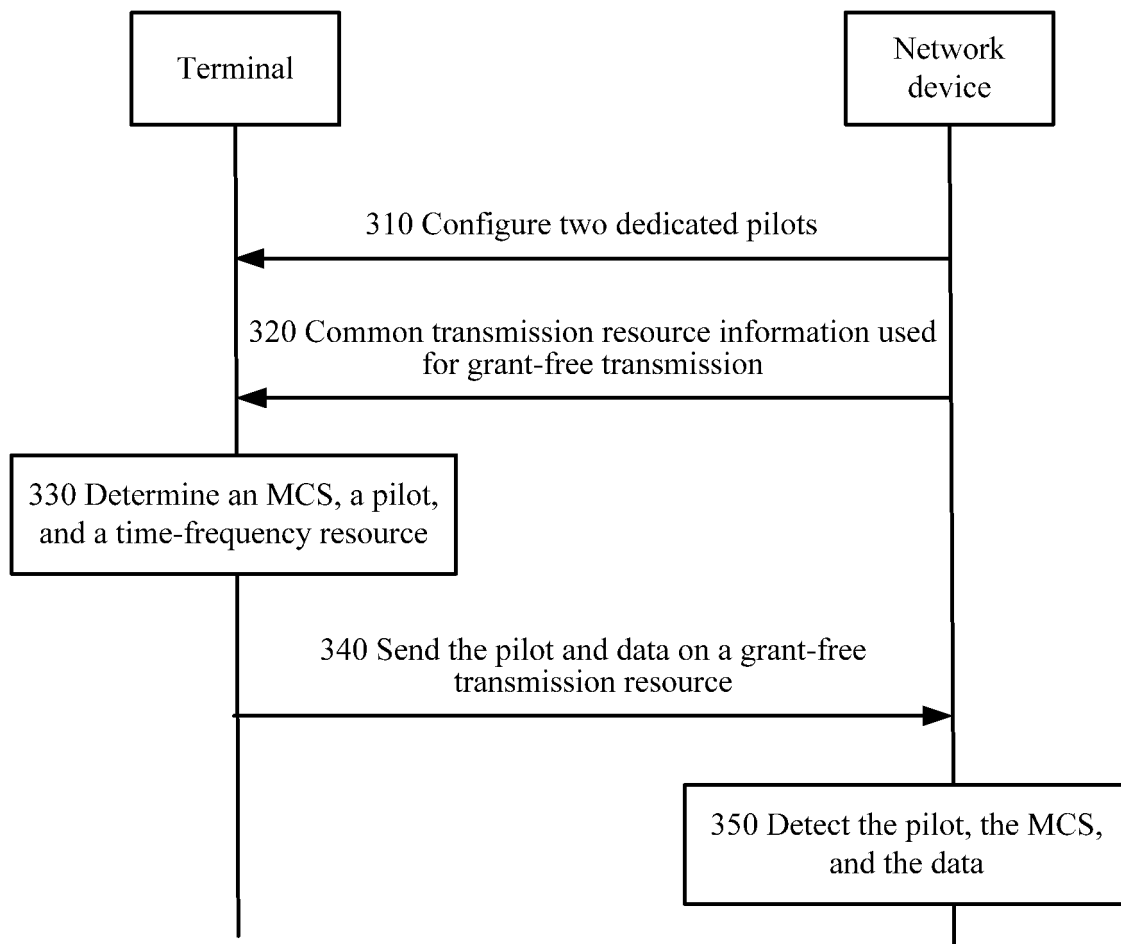 Terminal
Network
device
310 Configure two dedicated pilots
320 Common transmission resource information used
for grant-free transmission
330 Determine an MCS, a pilot,
and a time-frequency resource
340 Send the pilot and data on a grant-free
transmission resource
350 Detect the pilot, the MCS,
and the data